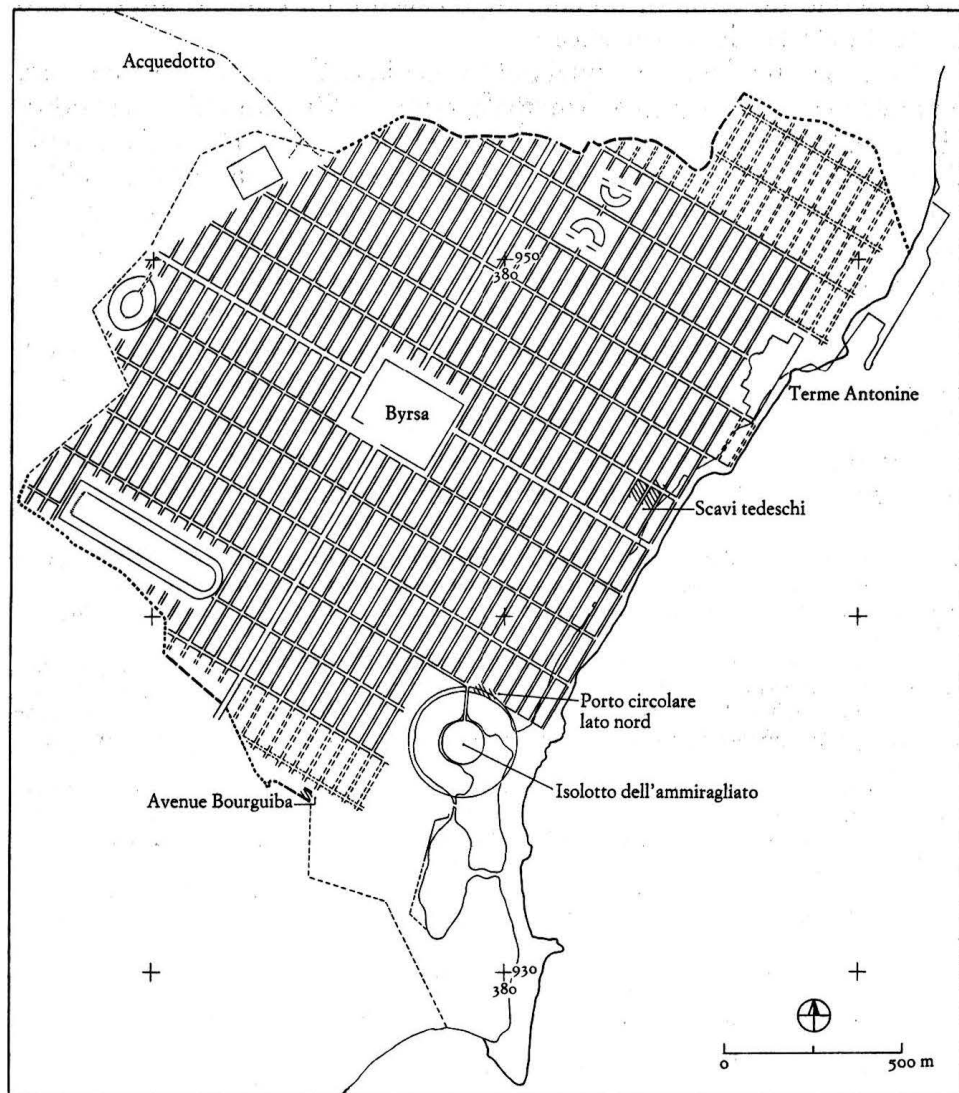 Acquedotto
950
380
Byrsa
Terme Antonine
Scavi tedeschi
Porto circolare
lato nord
Isolotto dell'ammiragliato
Avenue Bourguiba
930
380
0 500 m